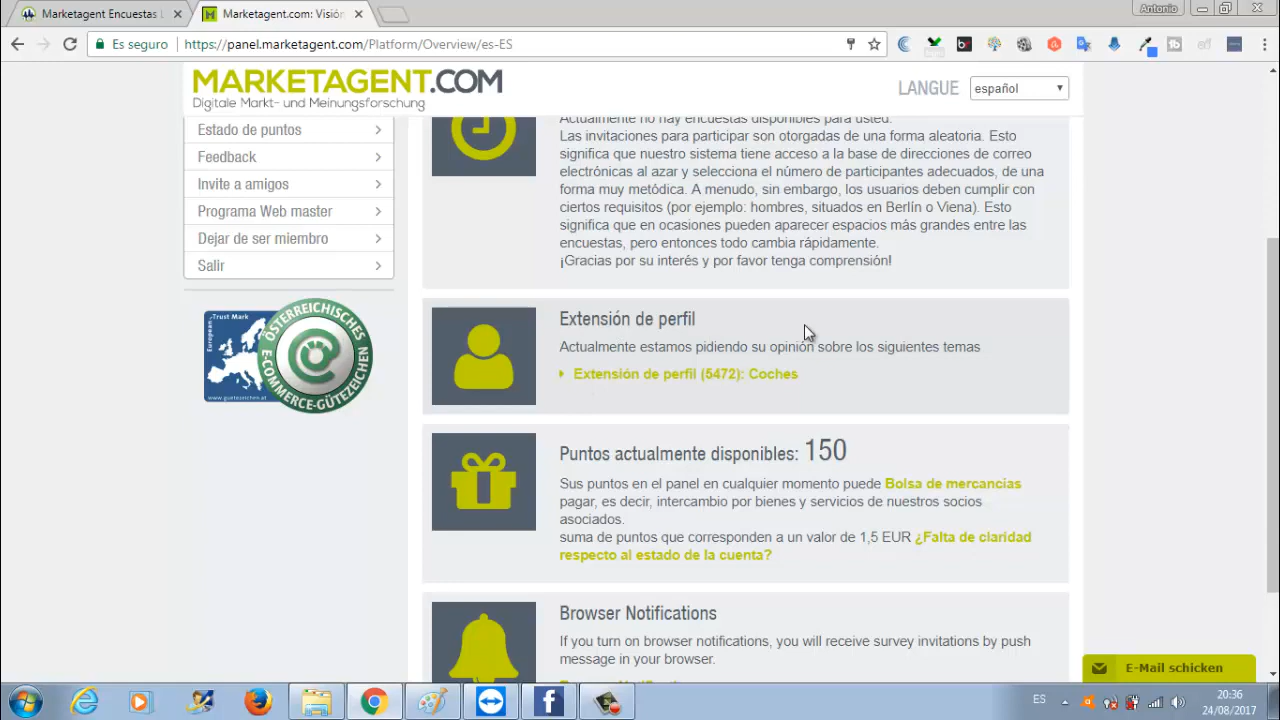 Marketagent Encuestas
Marketagent.com: Visión
Antonio
Es seguro
https://panel.marketagent.com/Platform/Overview/es-ES
MARKETAGENT.COM
Digitale Markt- und Meinungsforschung
LANGUE
español
Estado de puntos
Feedback
Invite a amigos
Programa Web master
Dejar de ser miembro
Salir
European
Trust Mark
www.guetezeichen.at
ÖSTERREICHISCHES
E-COMMERCE-GÜTEZEICHEN
Actualmente no hay encuestas disponibles para usted.
Las invitaciones para participar son otorgadas de una forma aleatoria. Esto
significa que nuestro sistema tiene acceso a la base de direcciones de correo
electrónicas al azar y selecciona el número de participantes adecuados, de una
forma muy metódica. A menudo, sin embargo, los usuarios deben cumplir con
ciertos requisitos (por ejemplo: hombres, situados en Berlín o Viena). Esto
significa que en ocasiones pueden aparecer espacios más grandes entre las
encuestas, pero entonces todo cambia rápidamente.
¡Gracias por su interés y por favor tenga comprensión!
Extensión de perfil
Actualmente estamos pidiendo su opinión sobre los siguientes temas
Extensión de perfil (5472): Coches
Puntos actualmente disponibles: 150
Sus puntos en el panel en cualquier momento puede Bolsa de mercancías
pagar, es decir, intercambio por bienes y servicios de nuestros socios
asociados.
suma de puntos que corresponden a un valor de 1,5 EUR ¿Falta de claridad
respecto al estado de la cuenta?
Browser Notifications
If you turn on browser notifications, you will receive survey invitations by push
message in your browser.
E-Mail schicken
ES
20:36
24/08/2017